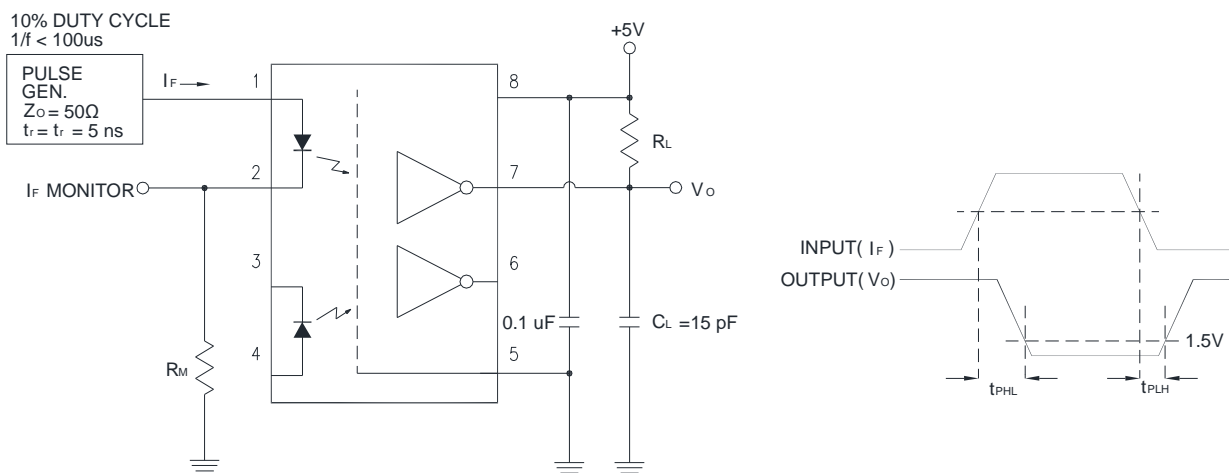 10% DUTY CYCLE
1/f < 100us
PULSE
GEN.
ZO = 50Ω
tr = tr = 5 ns
IF
1
2
3
4
8
7
6
5
+5V
RL
VO
IF MONITOR
RM
0.1 uF
CL =15 pF
INPUT( IF )
OUTPUT( VO)
1.5V
tPHL
tPLH